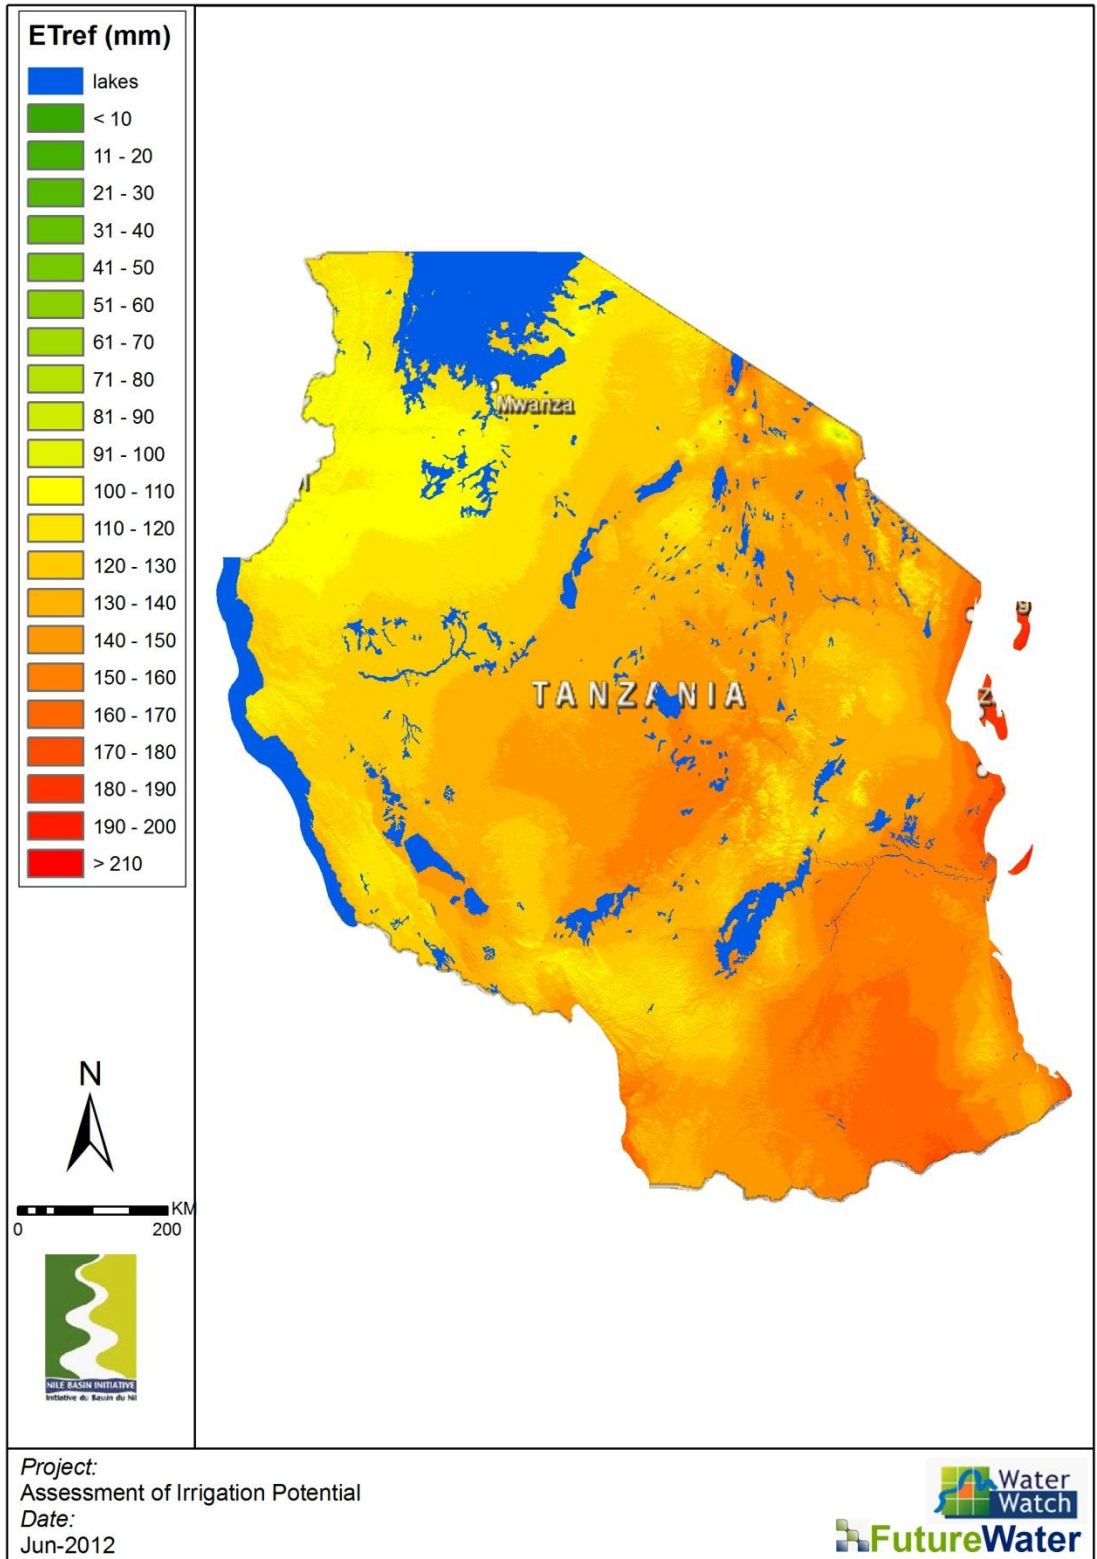 ETref (mm)
lakes
< 10
11 - 20
21 - 30
31 - 40
41 - 50
51 - 60
61 - 70
71 - 80
81 - 90
91 - 100
100 - 110
110 - 120
120 - 130
130 - 140
140 - 150
150 - 160
160 - 170
170 - 180
180 - 190
190 - 200
> 210
Mwanza
TANZANIA
Z
N
KM
0 200
NILE BASIN INITIATIVE
Initiative du Bassin du Nil
Project:
Assessment of Irrigation Potential
Date:
Jun-2012
Water
Watch
FutureWater